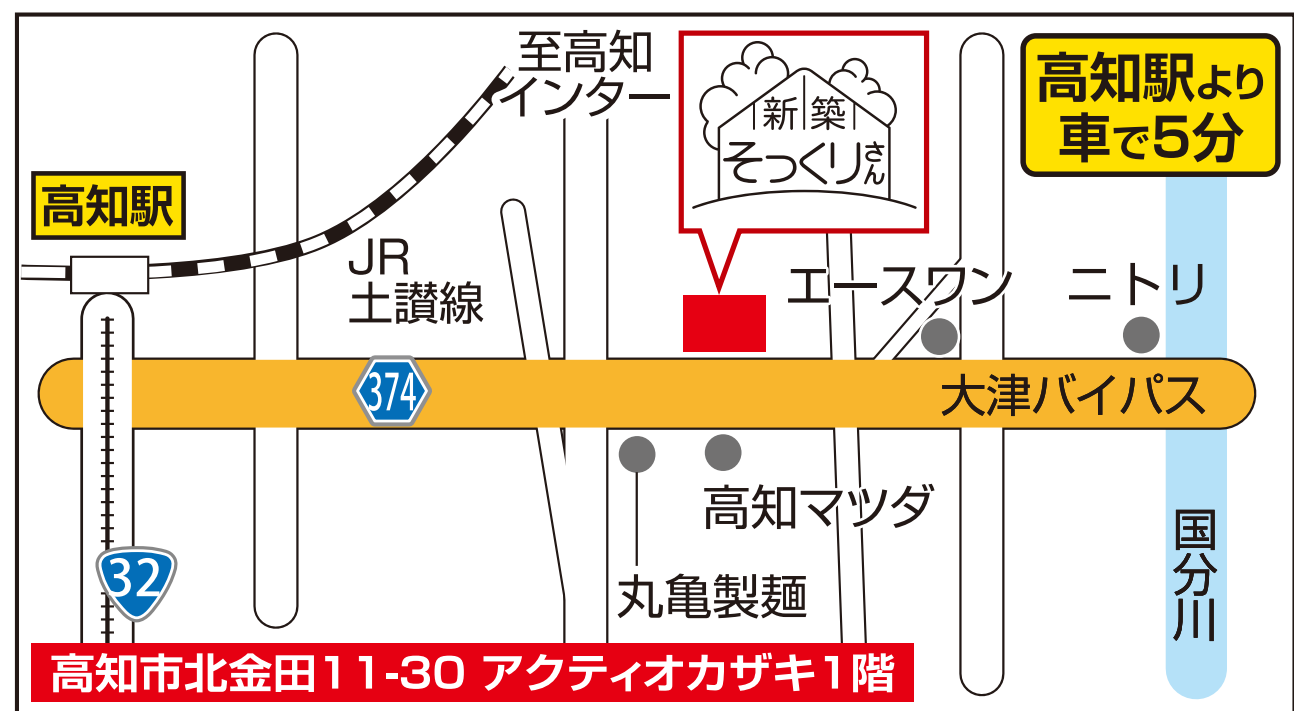 至高知
インター
新築
そっくりさん
高知駅より
車で5分
高知駅
JR
土讃線
エースワン
ニトリ
374
大津バイパス
高知マツダ
丸亀製麺
国分川
32
高知市北金田11-30 アクティオカザキ1階